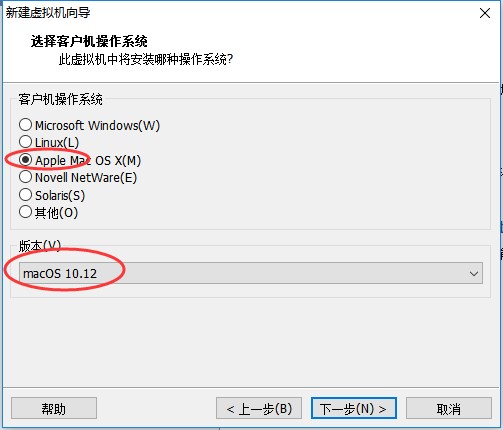 新建虚拟机向导
选择客户机操作系统
此虚拟机中将安装哪种操作系统?
客户机操作系统
Microsoft Windows(W)
Linux(L)
Apple Mac OS X(M)
Novell NetWare(E)
Solaris(S)
其他(O)
版本(V)
macOS 10.12
帮助
< 上一步(B)
下一步(N) >
取消